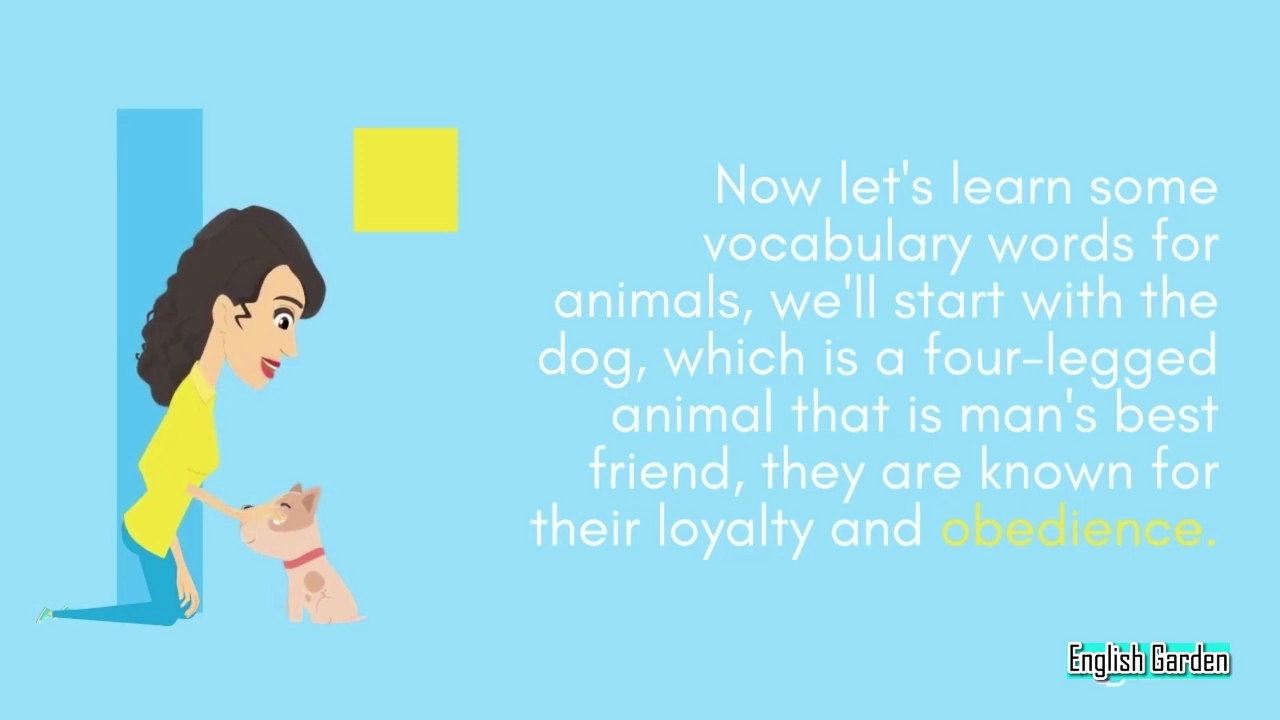 Now let's learn some
vocabulary words for
animals, we'll start with the
dog, which is a four-legged
animal that is man's best
friend, they are known for
their loyalty and obedience.
English Garden